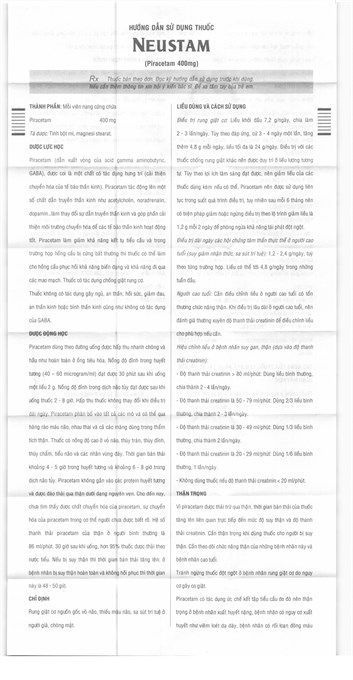 HƯỚNG DẪN SỬ DỤNG THUỐC
NEUSTAM
(Piracetam 400mg)
Rx Thuốc bán theo đơn. Đọc kỹ hướng dẫn sử dụng trước khi dùng.
Nếu cần thêm thông tin xin hỏi ý kiến bác sĩ. Để xa tầm tay của trẻ em.
THÀNH PHẦN: Mỗi viên nang cứng chứa
Piracetam 400 mg
Tá dược: Tinh bột mì, magnesi stearat.
DƯỢC LỰC HỌC
Piracetam (dẫn xuất vòng của acid gamma aminobutyric,
GABA), được coi là một chất có tác dụng hưng trí (cải thiện
chuyển hóa của tế bào thần kinh). Piracetam tác động lên một
số chất dẫn truyền thần kinh như acetylcholin, noradrenalin,
dopamin...làm thay đổi sự dẫn truyền thần kinh và góp phần cải
thiện môi trường chuyển hóa để các tế bào thần kinh hoạt động
tốt. Piracetam làm giảm khả năng kết tụ tiểu cầu và trong
trường hợp hồng cầu bị cứng bất thường thì thuốc có thể làm
cho hồng cầu phục hồi khả năng biến dạng và khả năng đi qua
các mao mạch. Thuốc có tác dụng chống giật rung cơ.
Thuốc không có tác dụng gây ngủ, an thần, hồi sức, giảm đau,
an thần kinh hoặc bình thần kinh cũng như không có tác dụng
của GABA.
DƯỢC ĐỘNG HỌC
Piracetam dùng theo đường uống được hấp thu nhanh chóng và
hầu như hoàn toàn ở ống tiêu hóa. Nồng độ đỉnh trong huyết
tương (40 - 60 microgram/ml) đạt được 30 phút sau khi uống
một liều 2 g. Nồng độ đỉnh trong dịch não tủy đạt được sau khi
uống thuốc 2 - 8 giờ. Hấp thu thuốc không thay đổi khi điều trị
dài ngày. Piracetam phân bố vào tất cả các mô và có thể qua
hàng rào máu não, nhau thai và cả các màng dùng trong thẩm
tích thận. Thuốc có nồng độ cao ở vỏ não, thùy trán, thùy đỉnh,
thùy chẩm, tiểu não và các nhân vùng đáy. Thời gian bán thải
khoảng 4 - 5 giờ trong huyết tương và khoảng 6 - 8 giờ trong
dịch não tủy. Piracetam không gắn vào các protein huyết tương
và được đào thải qua thận dưới dạng nguyên vẹn. Cho đến nay,
chưa tìm thấy được chất chuyển hóa của piracetam, sự chuyển
hóa của piracetam trong cơ thể người chưa được biết rõ. Hệ số
thanh thải piracetam của thận ở người bình thường là
86 ml/phút. 30 giờ sau khi uống, hơn 95% thuốc được thải theo
nước tiểu. Nếu bị suy thận thì thời gian bán thải tăng lên: ở
bệnh nhân bị suy thận hoàn toàn và không hồi phục thì thời gian
này là 48 - 50 giờ.
CHỈ ĐỊNH
Rung giật cơ nguồn gốc vỏ não, thiếu máu não, sa sút trí tuệ ở
người già, chóng mặt.
LIỀU DÙNG VÀ CÁCH SỬ DỤNG
Điều trị rung giật cơ: Liều khởi đầu 7,2 g/ngày, chia làm
2 - 3 lần/ngày. Tùy theo đáp ứng, cứ 3 - 4 ngày một lần, tăng
thêm 4,8 g mỗi ngày, liều tối đa là 24 g/ngày. Điều trị với các
thuốc chống rung giật khác nên được duy trì ở liều lượng tương
tự. Tùy theo lợi ích lâm sàng đạt được, nên giảm liều của các
thuốc dùng kèm nếu có thể. Piracetam nên được sử dụng liên
tục trong suốt quá trình điều trị, tuy nhiên sau mỗi 6 tháng nên
có biện pháp giảm hoặc ngừng điều trị theo lộ trình giảm liều là
1,2 g mỗi 2 ngày để phòng ngừa khả năng tái phát đột ngột.
Điều trị dài ngày các hội chứng tâm thần thực thể ở người cao
tuổi (suy giảm nhận thức, sa sút trí tuệ): 1,2 - 2,4 g/ngày, tùy
theo từng trường hợp. Liều có thể tới 4,8 g/ngày trong những
tuần đầu.
Người cao tuổi: Cần điều chỉnh liều ở người cao tuổi có tổn
thương chức năng thận. Khi điều trị lâu dài ở người cao tuổi, nên
đánh giá thường xuyên độ thanh thải creatinin để điều chỉnh liều
cho phù hợp nếu cần.
Hiệu chỉnh liều ở bệnh nhân suy gan, thận (dựa vào độ thanh
thải creatinin):
- Độ thanh thải creatinin > 80 ml/phút: Dùng liều bình thường,
chia thành 2 - 4 lần/ngày.
- Độ thanh thải creatinin là 50 - 79 ml/phút: Dùng 2/3 liều bình
thường, chia thành 2 - 3 lần/ngày.
- Độ thanh thải creatinin là 30 - 49 ml/phút: Dùng 1/3 liều bình
thường, chia thành 2 lần/ngày.
- Độ thanh thải creatinin là 20 - 29 ml/phút: Dùng 1/6 liều bình
thường, 1 lần/ngày.
- Không dùng thuốc nếu độ thanh thải creatinin < 20 ml/phút.
THẬN TRỌNG
Vì piracetam được thải trừ qua thận, thời gian bán thải của thuốc
tăng lên liên quan trực tiếp đến mức độ suy thận và độ thanh
thải creatinin. Cần thận trọng khi dùng thuốc cho người bị suy
thận. Cần theo dõi chức năng thận của những bệnh nhân này và
bệnh nhân cao tuổi.
Tránh ngừng thuốc đột ngột ở bệnh nhân rung giật cơ do nguy
cơ gây co giật.
Piracetam có tác dụng ức chế kết tập tiểu cầu do đó nên thận
trọng ở bệnh nhân xuất huyết nặng, bệnh nhân có nguy cơ xuất
huyết như viêm loét dạ dày, bệnh nhân có rối loạn đông máu